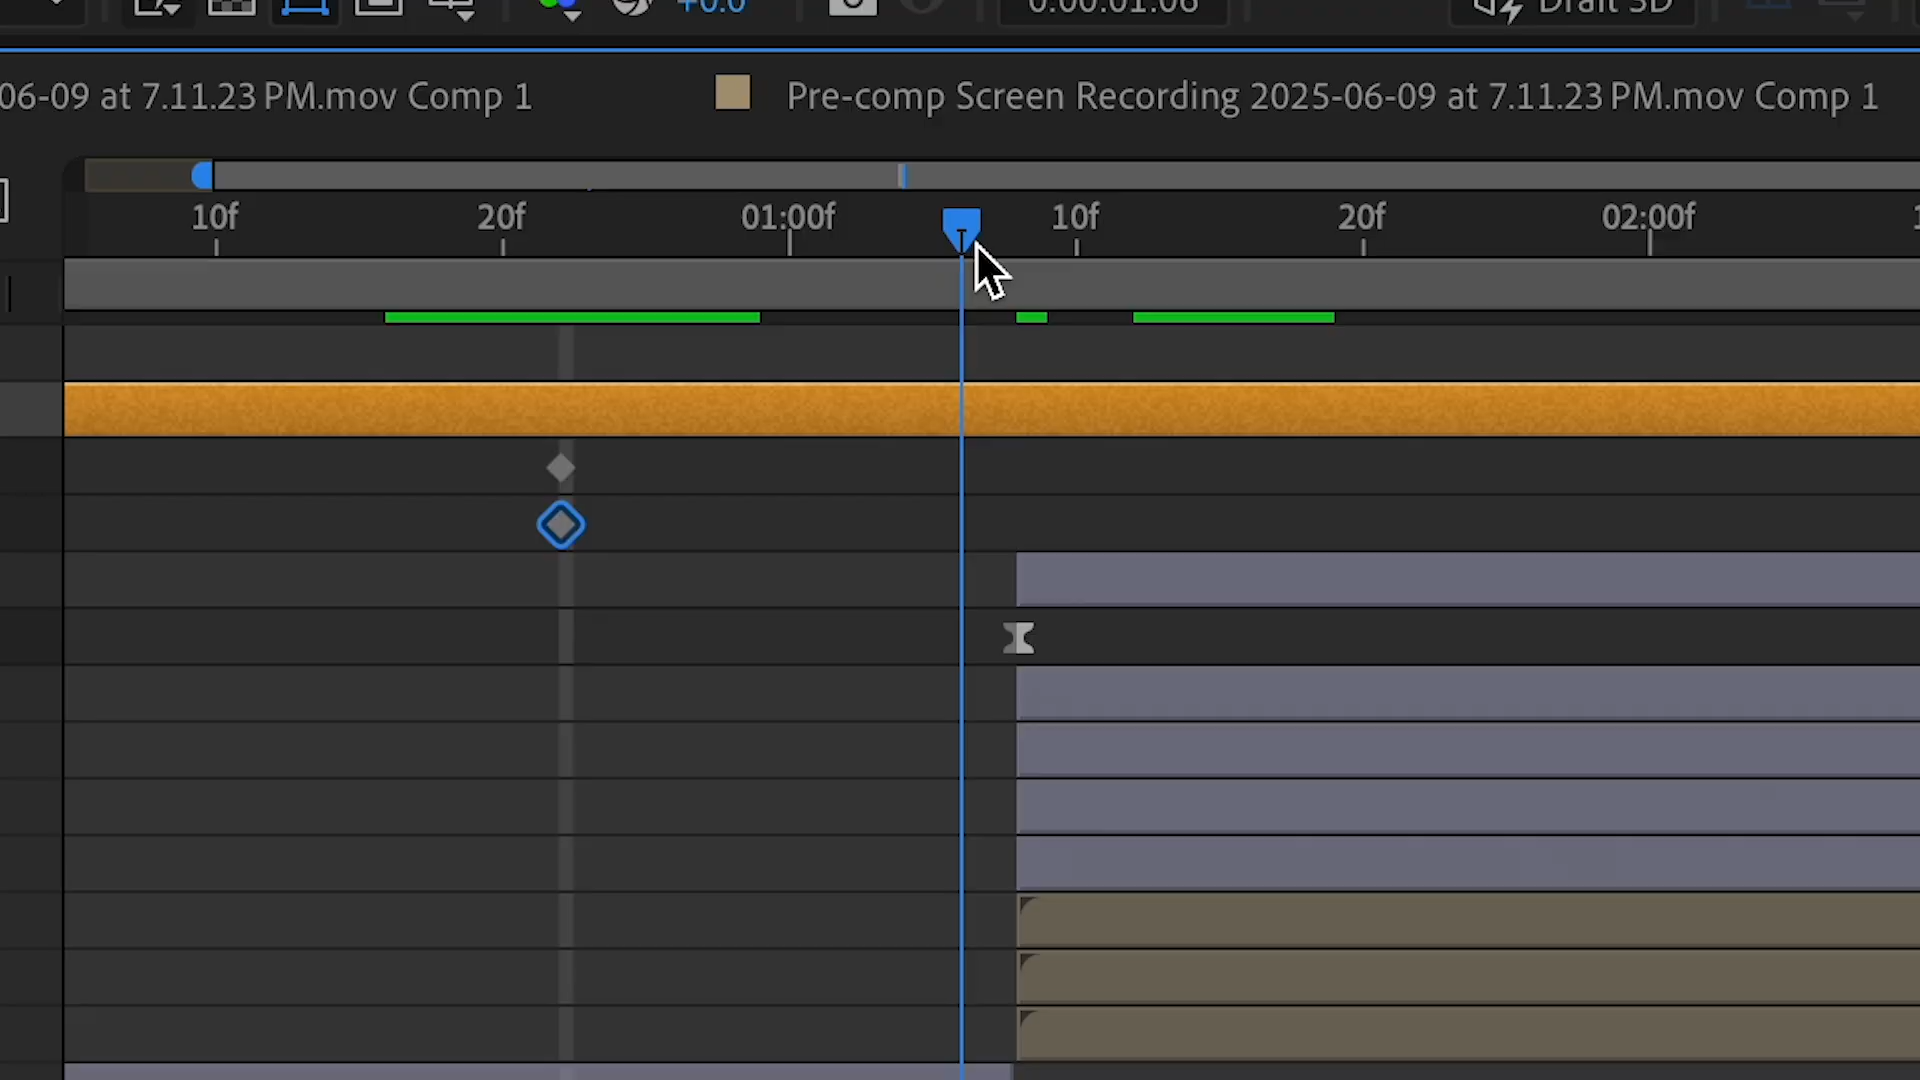 +0.0 0:00:01:06 Draft 3D
06-09 at 7.11.23 PM.mov Comp 1 Pre-comp Screen Recording 2025-06-09 at 7.11.23 PM.mov Comp 1
10f 20f 01:00f 10f 20f 02:00f